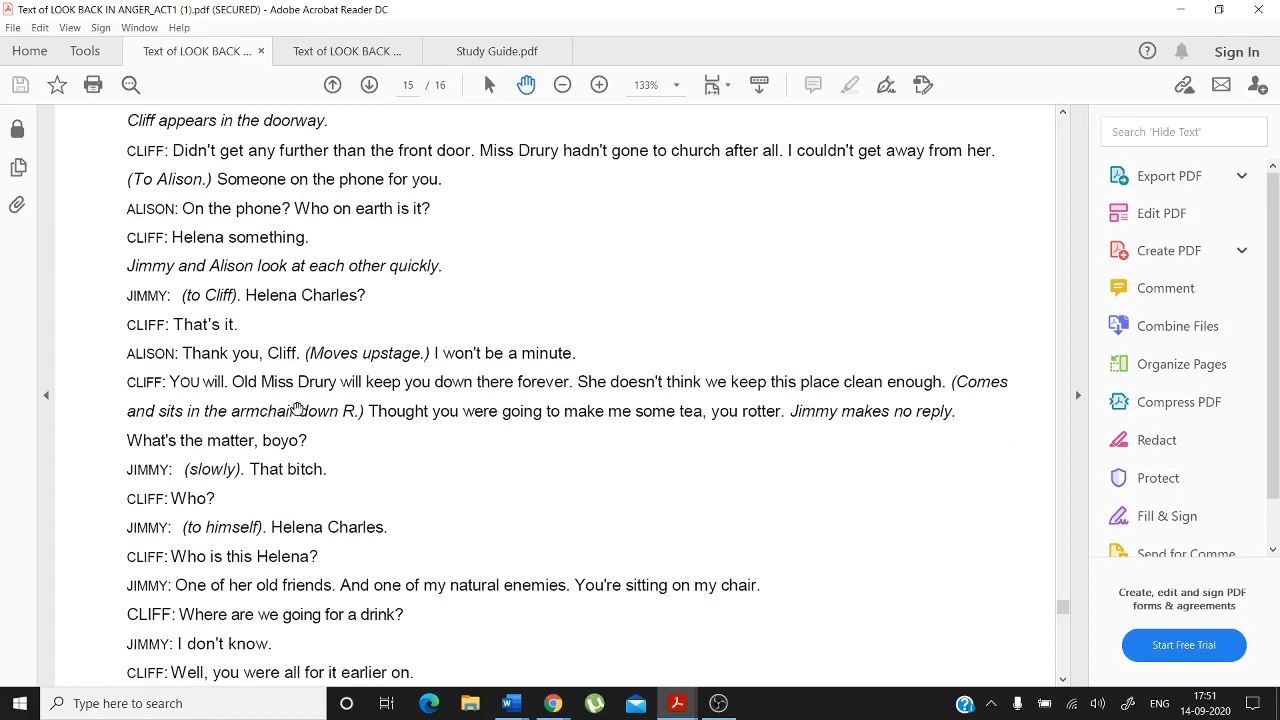 Text of LOOK BACK IN ANGER_ACT1 (1).pdf (SECURED) - Adobe Acrobat Reader DC
File Edit View Sign Window Help
Home Tools Text of LOOK BACK ... × Text of LOOK BACK ... Study Guide.pdf Sign In
15 / 16 133%
Cliff appears in the doorway.
CLIFF: Didn't get any further than the front door. Miss Drury hadn't gone to church after all. I couldn't get away from her.
(To Alison.) Someone on the phone for you.
ALISON: On the phone? Who on earth is it?
CLIFF: Helena something.
Jimmy and Alison look at each other quickly.
JIMMY: (to Cliff). Helena Charles?
CLIFF: That's it.
ALISON: Thank you, Cliff. (Moves upstage.) I won't be a minute.
CLIFF: YOU will. Old Miss Drury will keep you down there forever. She doesn't think we keep this place clean enough. (Comes
and sits in the armchair down R.) Thought you were going to make me some tea, you rotter. Jimmy makes no reply.
What's the matter, boyo?
JIMMY: (slowly). That bitch.
CLIFF: Who?
JIMMY: (to himself). Helena Charles.
CLIFF: Who is this Helena?
JIMMY: One of her old friends. And one of my natural enemies. You're sitting on my chair.
CLIFF: Where are we going for a drink?
JIMMY: I don't know.
CLIFF: Well, you were all for it earlier on.
Search 'Hide Text'
Export PDF
Edit PDF
Create PDF
Comment
Combine Files
Organize Pages
Compress PDF
Redact
Protect
Fill & Sign
Send for Comme
Create, edit and sign PDF
forms & agreements
Start Free Trial
Type here to search
ENG
17:51
14-09-2020